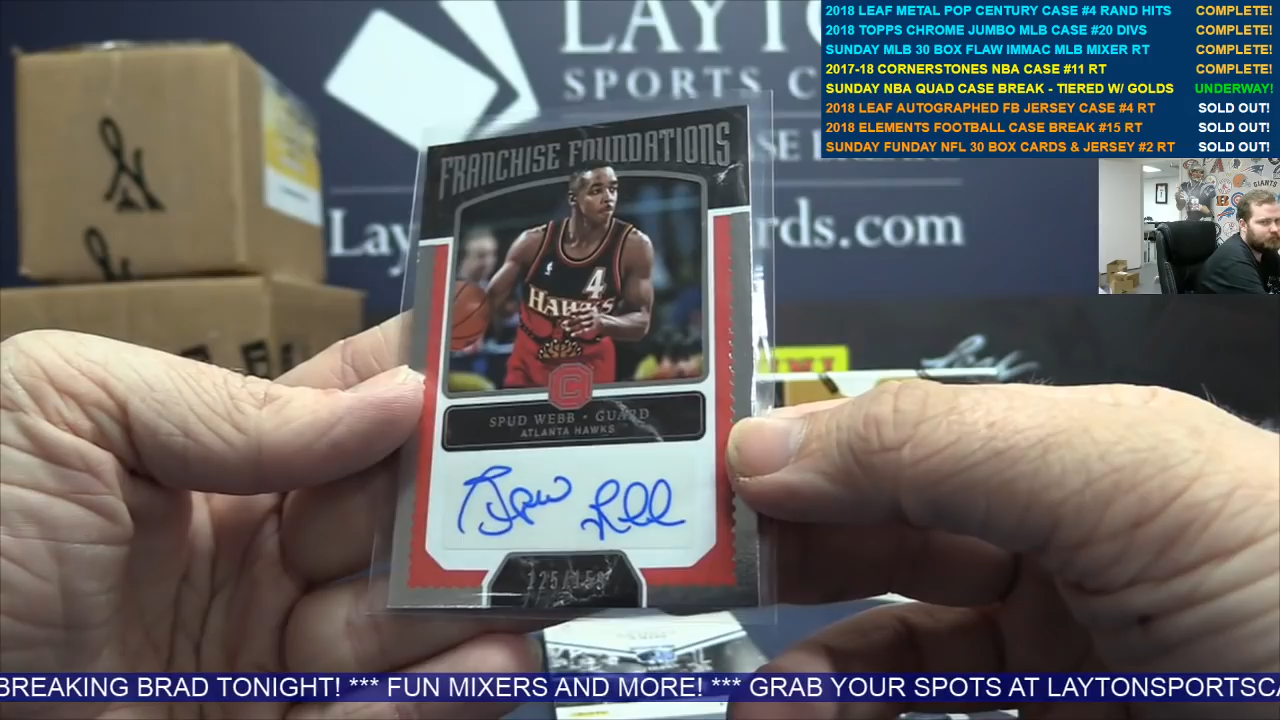 2018 LEAF METAL POP CENTURY CASE #4 RAND HITS COMPLETE!
2018 TOPPS CHROME JUMBO MLB CASE #20 DIVS COMPLETE!
SUNDAY MLB 30 BOX FLAW IMMAC MLB MIXER RT COMPLETE!
2017-18 CORNERSTONES NBA CASE #11 RT COMPLETE!
SUNDAY NBA QUAD CASE BREAK - TIERED W/ GOLDS UNDERWAY!
2018 LEAF AUTOGRAPHED FB JERSEY CASE #4 RT SOLD OUT!
2018 ELEMENTS FOOTBALL CASE BREAK #15 RT SOLD OUT!
SUNDAY FUNDAY NFL 30 BOX CARDS & JERSEY #2 RT SOLD OUT!
LAYT
SPORTS C
SE BREA
Lay rds.com
GIANTS
FRANCHISE FOUNDATIONS
4
HAWKS
C
SPUD WEBB • GUARD
ATLANTA HAWKS
BREAKING BRAD TONIGHT! *** FUN MIXERS AND MORE! *** GRAB YOUR SPOTS AT LAYTONSPORTSCA